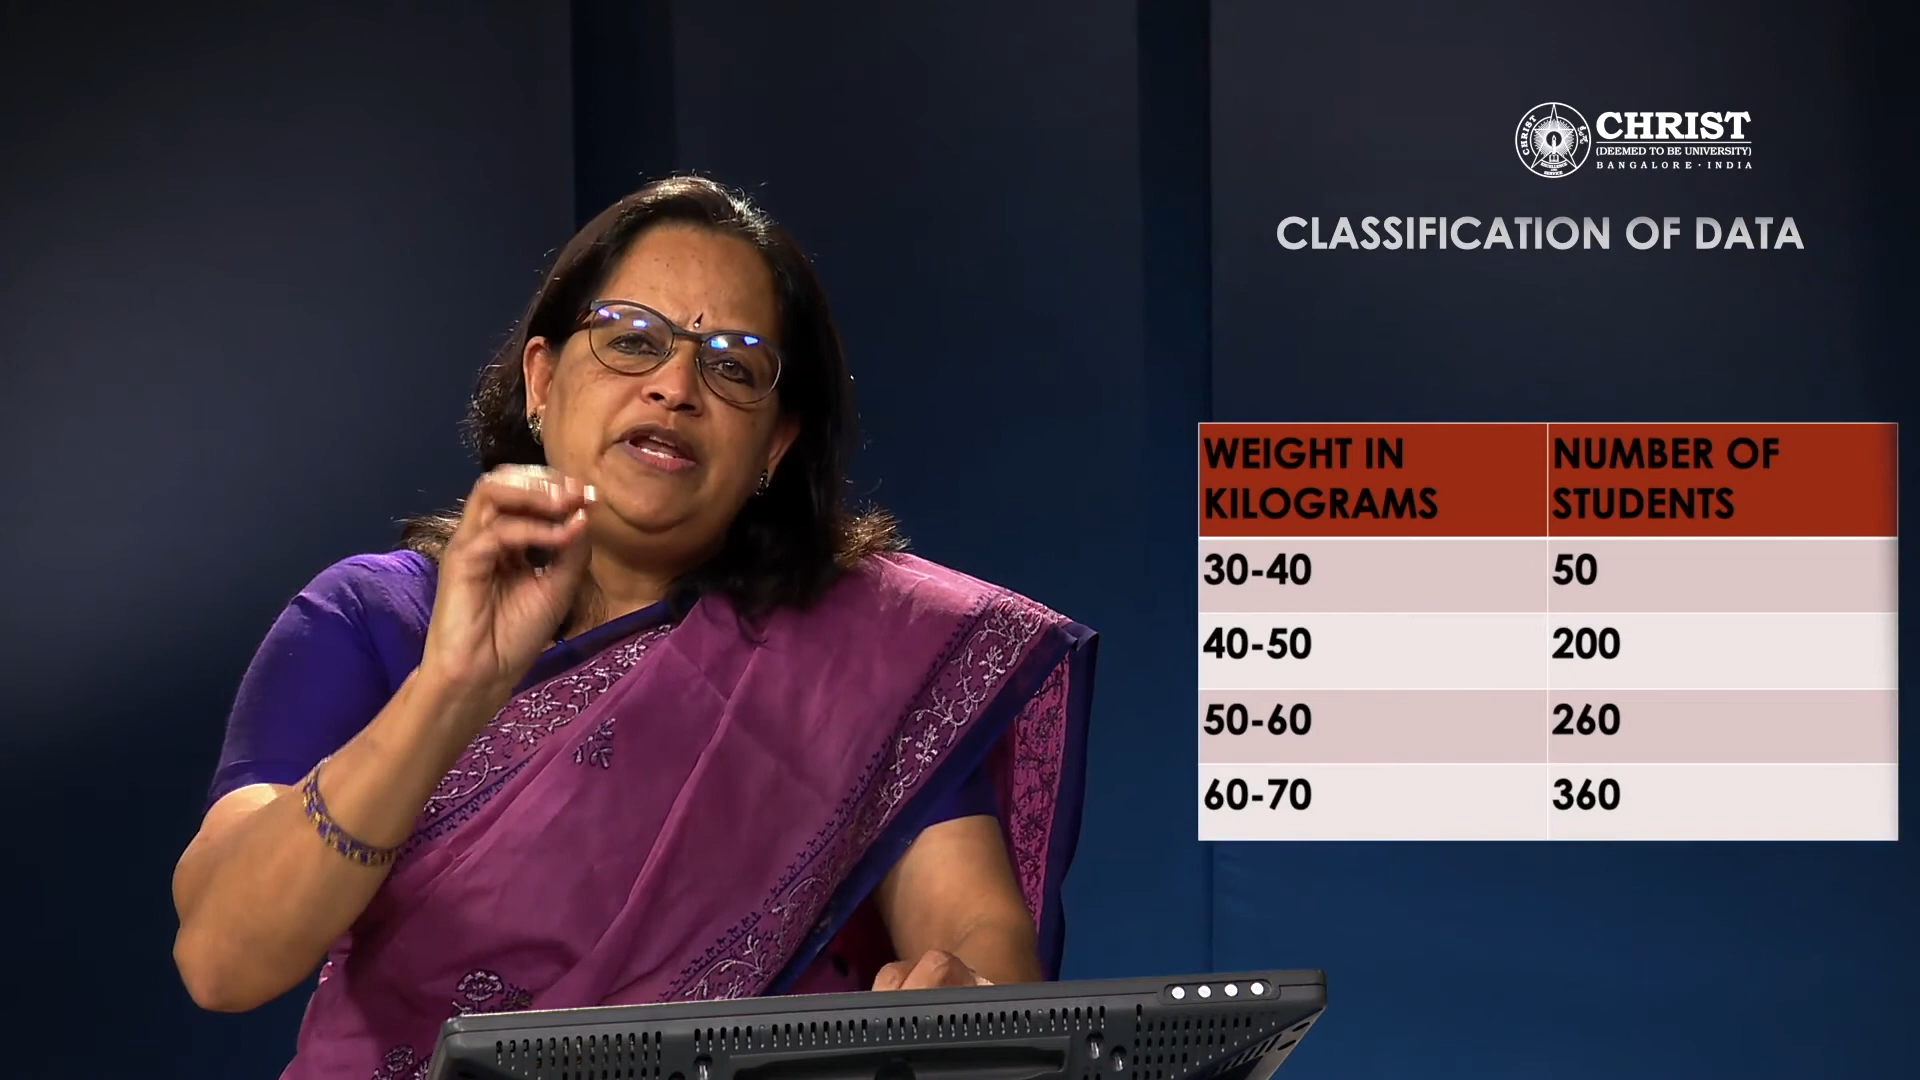 CHRIST
(DEEMED TO BE UNIVERSITY)
BANGALORE · INDIA
CLASSIFICATION OF DATA
WEIGHT IN KILOGRAMS
NUMBER OF STUDENTS
30-40 50
40-50 200
50-60 260
60-70 360